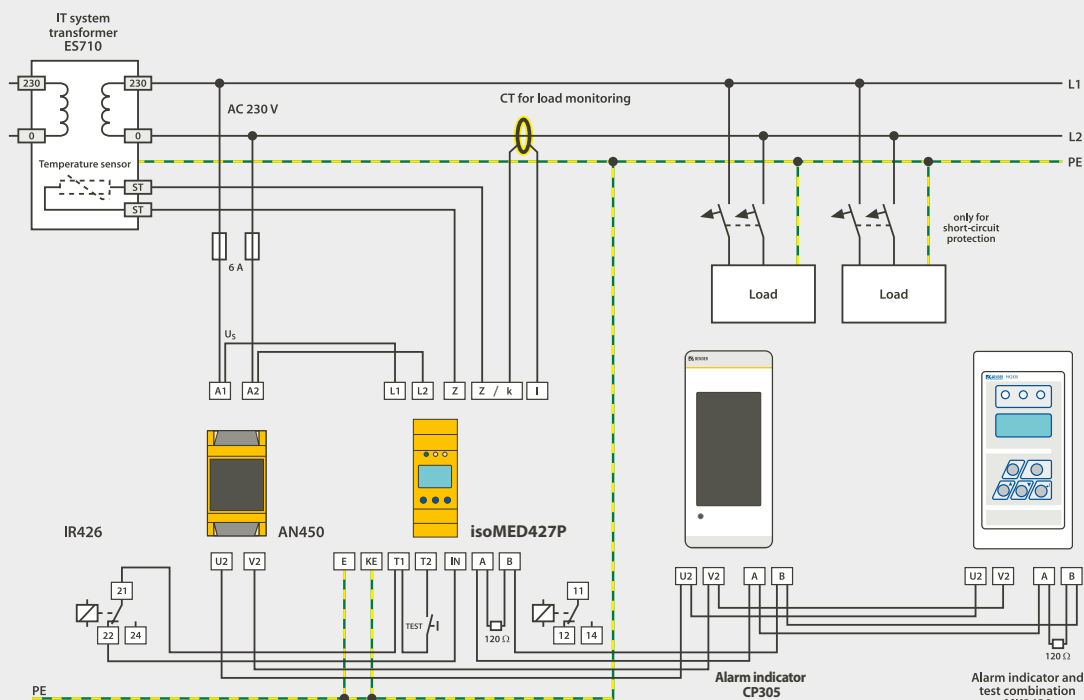 IT system
transformer
ES710
230
230
L1
AC 230 V
CT for load monitoring
0
0
L2
Temperature sensor
PE
ST
ST
only for
short-circuit
protection
6 A
Load
Load
US
BENDER
BENDER
A1
A2
L1
L2
Z
Z / k
I
IR426
AN450
isoMED427P
U2
V2
E
KE
T1
T2
IN
A
B
U2
V2
A
B
U2
V2
A
B
21
11
TEST
22
24
120 Ω
12
14
120 Ω
PE
Alarm indicator
CP305
Alarm indicator and
test combination